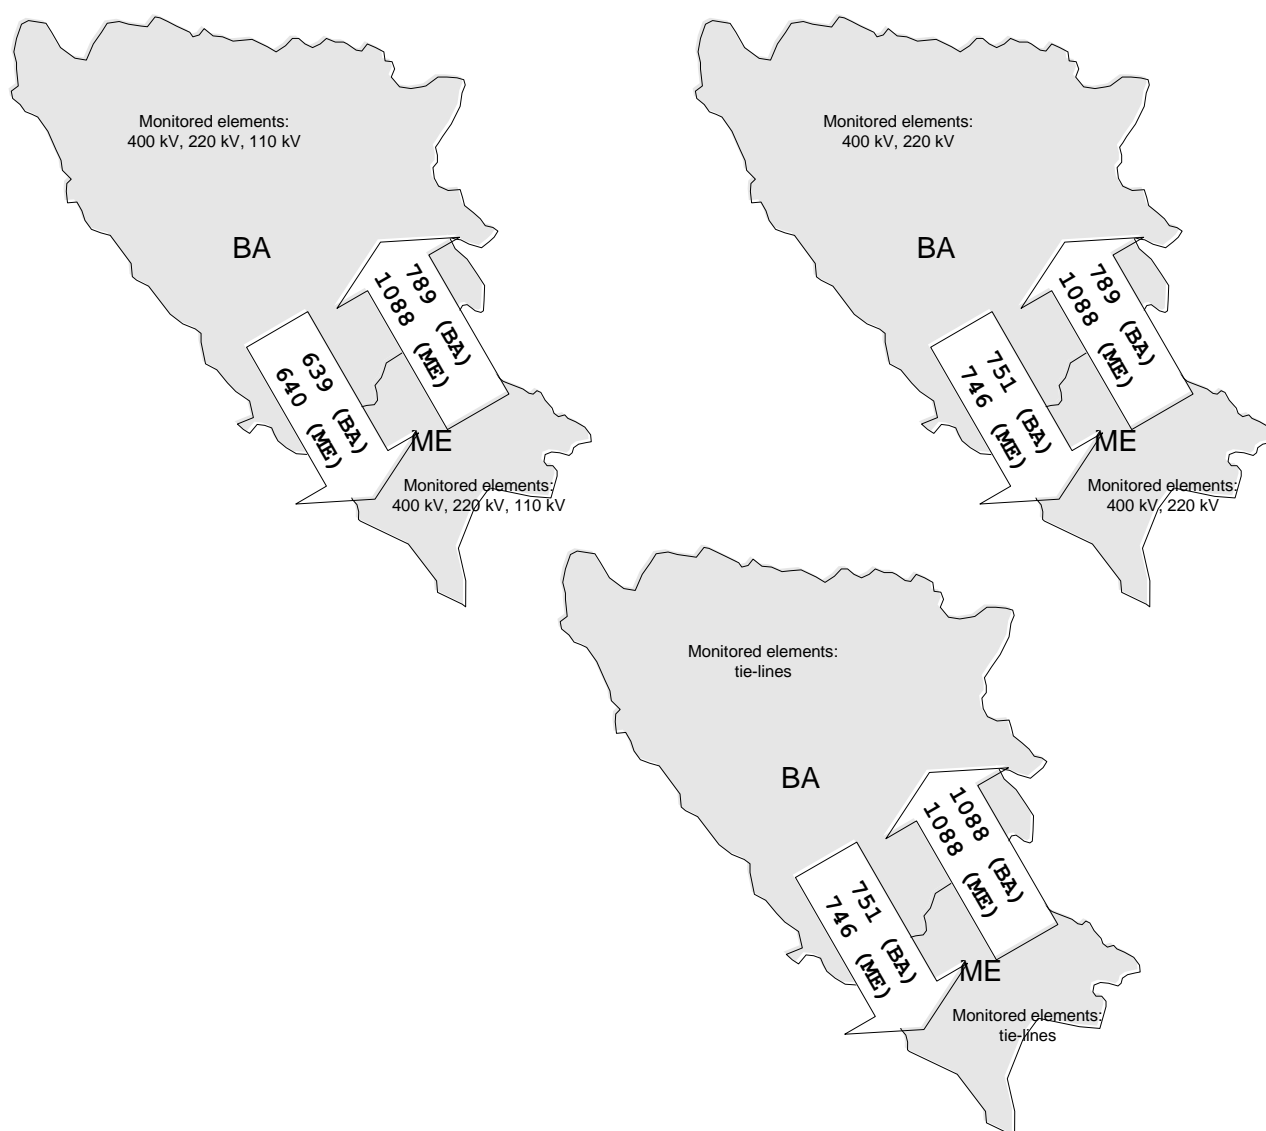 Monitored elements:
400 kV, 220 kV, 110 kV
BA
789 (BA)
1088 (ME)
639 (BA)
640 (ME)
ME
Monitored elements:
400 kV, 220 kV, 110 kV
Monitored elements:
400 kV, 220 kV
BA
789 (BA)
1088 (ME)
751 (BA)
746 (ME)
ME
Monitored elements:
400 kV, 220 kV
Monitored elements:
tie-lines
BA
1088 (BA)
1088 (ME)
751 (BA)
746 (ME)
ME
Monitored elements:
tie-lines